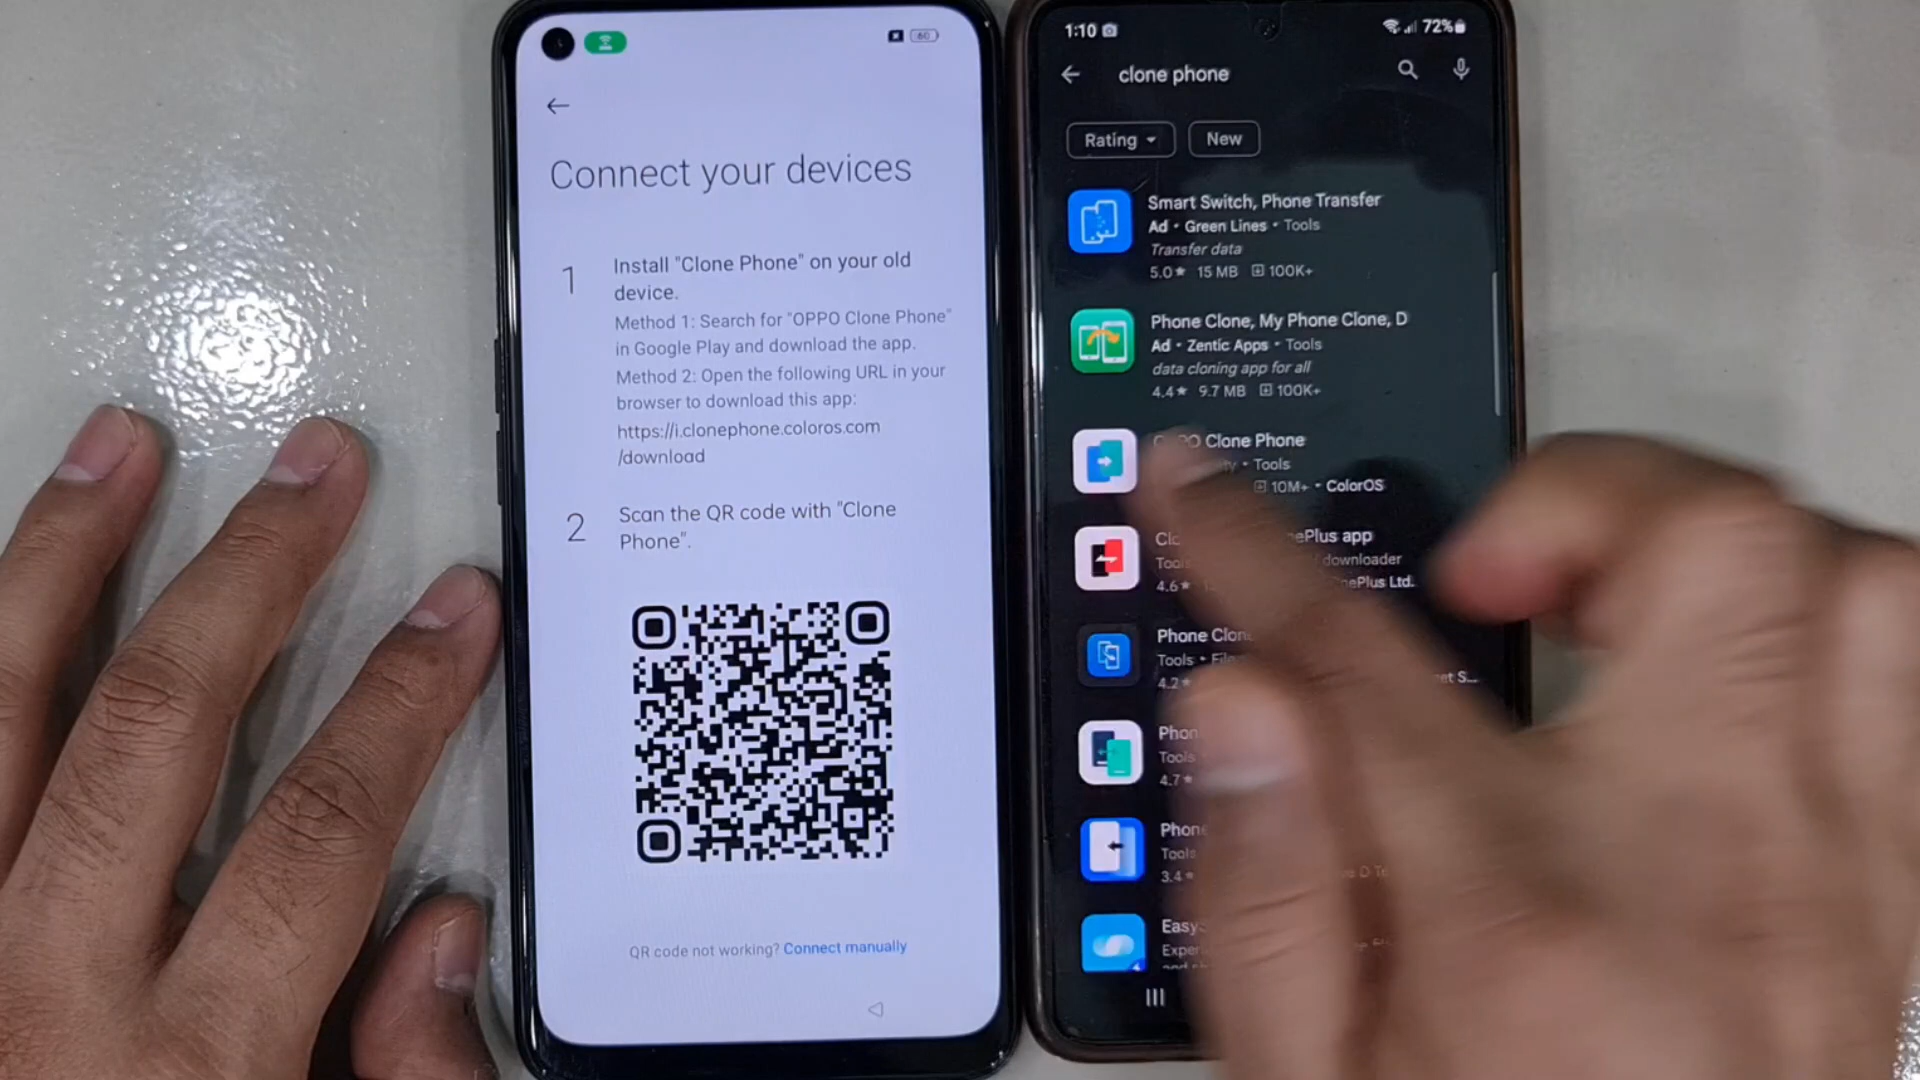 60
Connect your devices
1
Install "Clone Phone" on your old
device.
Method 1: Search for "OPPO Clone Phone"
in Google Play and download the app.
Method 2: Open the following URL in your
browser to download this app:
https://i.clonephone.coloros.com
/download
2
Scan the QR code with "Clone
Phone".
QR code not working? Connect manually
1:10
72%
clone phone
Rating
New
Smart Switch, Phone Transfer
Ad • Green Lines • Tools
Transfer data
5.0★ 15 MB 100K+
Phone Clone, My Phone Clone, D
Ad • Zentic Apps • Tools
data cloning app for all
4.4★ 9.7 MB 100K+
Clone Phone
• Tools
10M+ • ColorOS
app
Tools downloader
4.6★ Ltd.
Phone
Tools •
4.2★
Tools
4.7★
Tools
3.4★